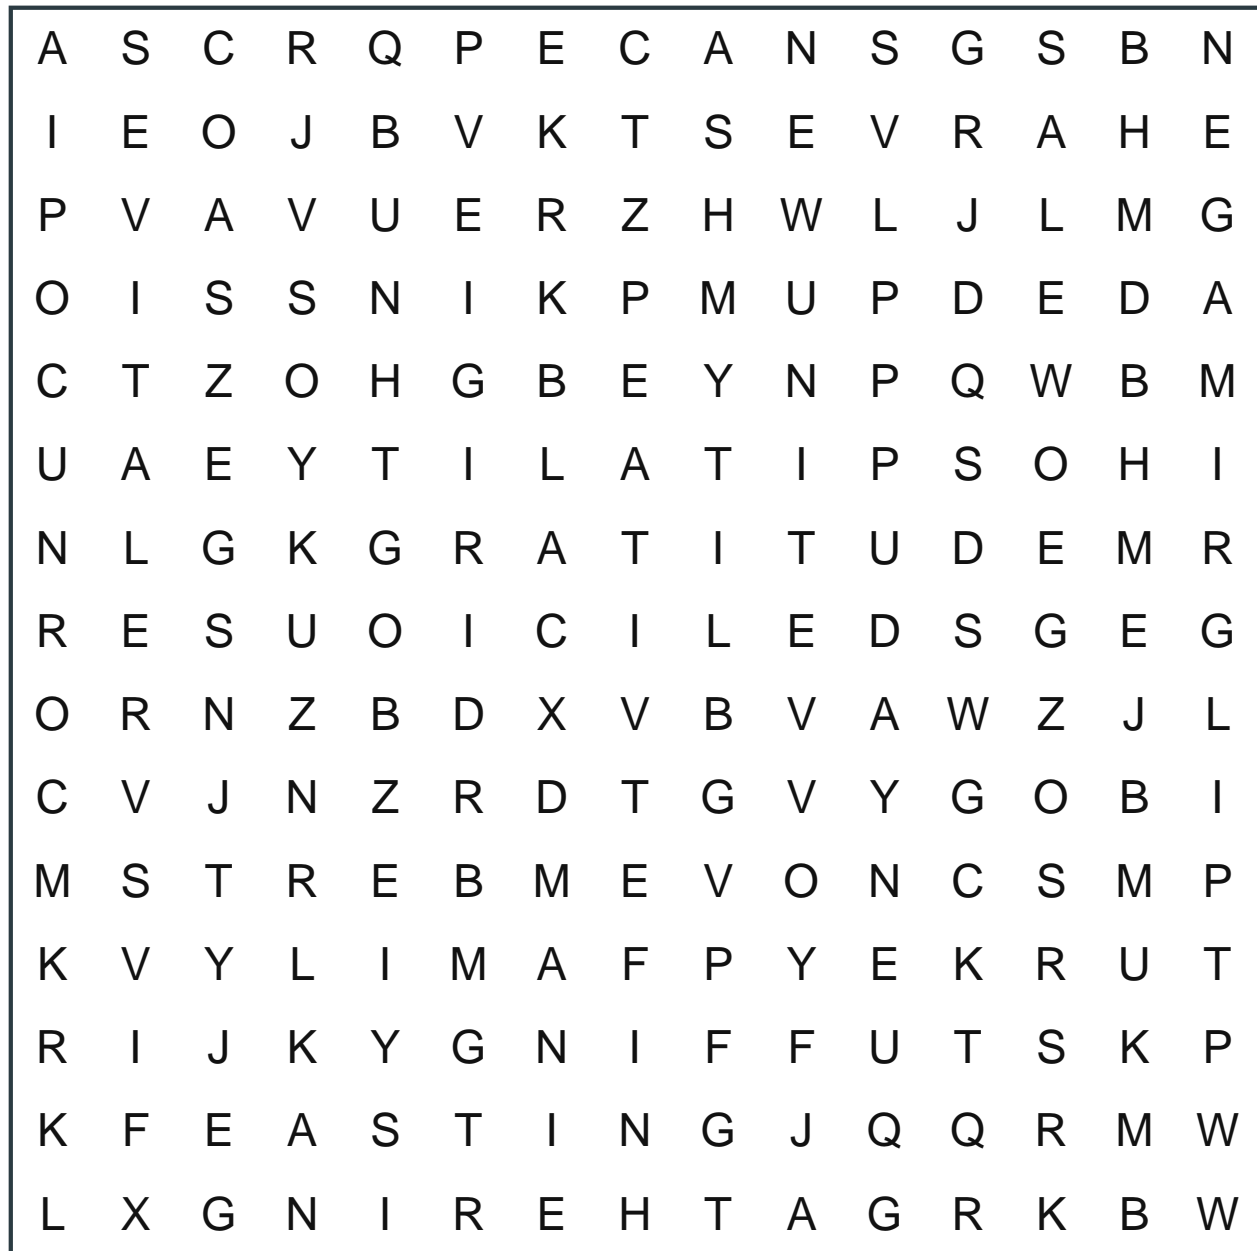 A S C R Q P E C A N S G S B N
I E O J B V K T S E V R A H E
P V A V U E R Z H W L J L M G
O I S S N I K P M U P D E D A
C T Z O H G B E Y N P Q W B M
U A E Y T I L A T I P S O H I
N L G K G R A T I T U D E M R
R E S U O I C I L E D S G E G
O R N Z B D X V B V A W Z J L
C V J N Z R D T G V Y G O B I
M S T R E B M E V O N C S M P
K V Y L I M A F P Y E K R U T
R I J K Y G N I F F U T S K P
K F E A S T I N G J Q Q R M W
L X G N I R E H T A G R K B W